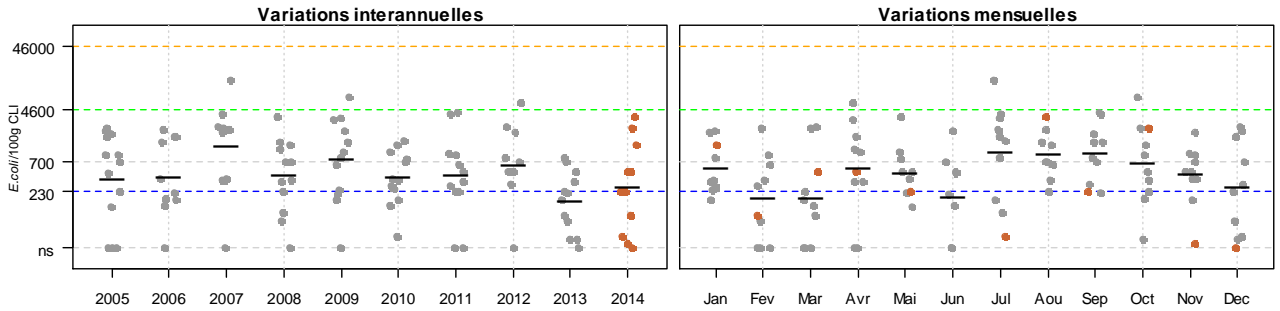 Variations interannuelles
Variations mensuelles
E.coli/100g CLI
46000
4600
700
230
ns
2005 2006 2007 2008 2009 2010 2011 2012 2013 2014
Jan Fev Mar Avr Mai Jun Jul Aou Sep Oct Nov Dec